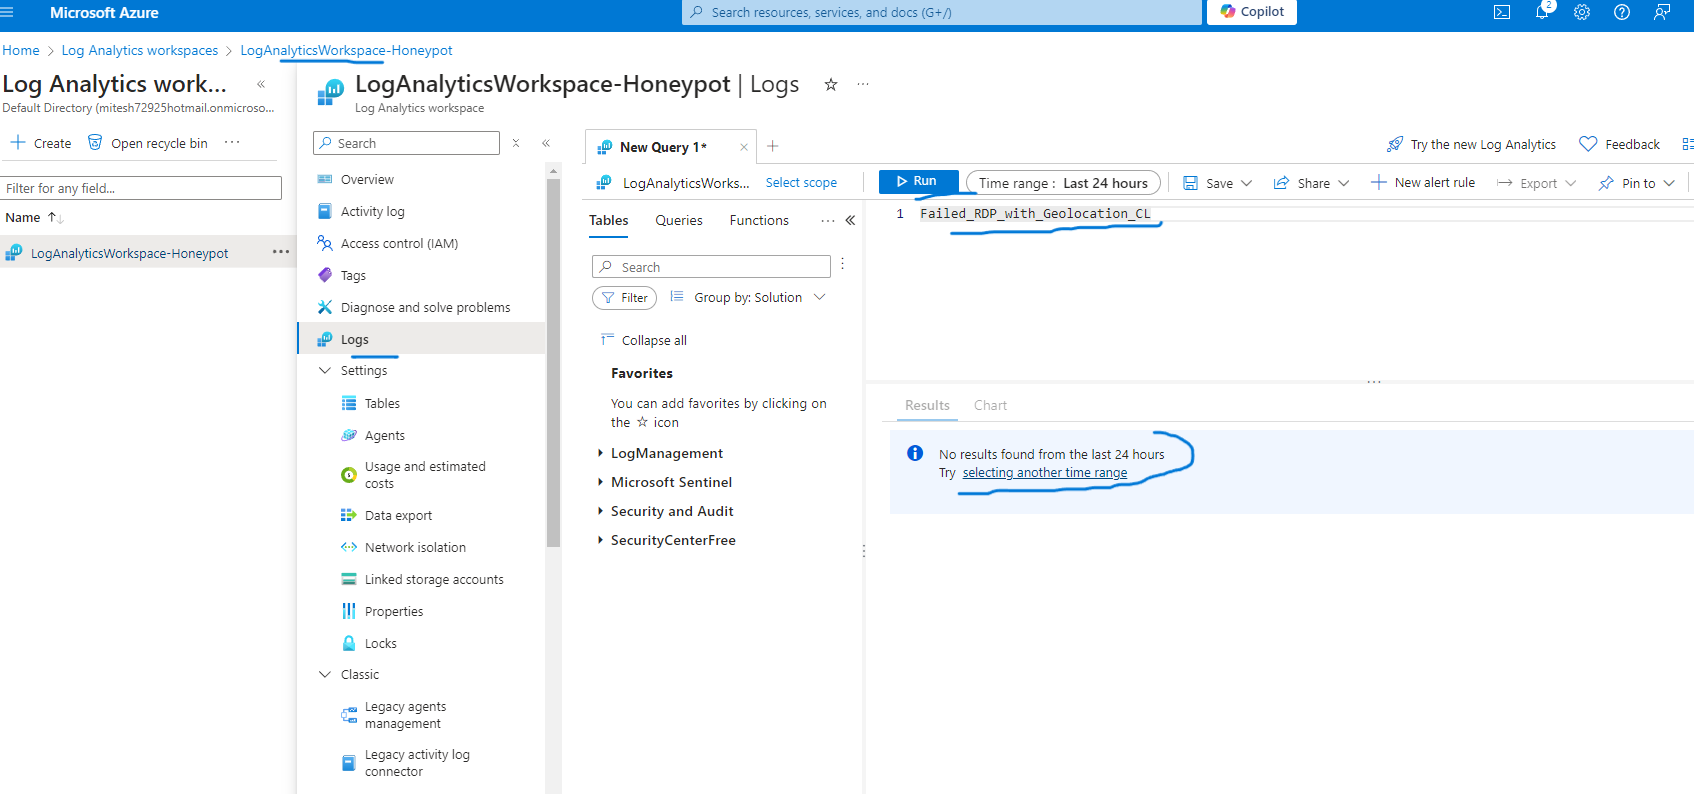 Microsoft Azure
Search resources, services, and docs (G+/)
Copilot
2
Home > Log Analytics workspaces > LogAnalyticsWorkspace-Honeypot
Log Analytics work...
Default Directory (mitesh72925hotmail.onmicroso...
Create
Open recycle bin
Filter for any field...
Name
LogAnalyticsWorkspace-Honeypot
LogAnalyticsWorkspace-Honeypot | Logs
Log Analytics workspace
Search
Overview
Activity log
Access control (IAM)
Tags
Diagnose and solve problems
Logs
Settings
Tables
Agents
Usage and estimated
costs
Data export
Network isolation
Linked storage accounts
Properties
Locks
Classic
Legacy agents
management
Legacy activity log
connector
New Query 1*
Try the new Log Analytics
Feedback
LogAnalyticsWorks...
Select scope
Run
Time range : Last 24 hours
Save
Share
New alert rule
Export
Pin to
Tables
Queries
Functions
Search
Filter
Group by: Solution
Collapse all
Favorites
You can add favorites by clicking on
the ☆ icon
LogManagement
Microsoft Sentinel
Security and Audit
SecurityCenterFree
1 Failed_RDP_with_Geolocation_CL
Results
Chart
No results found from the last 24 hours
Try selecting another time range